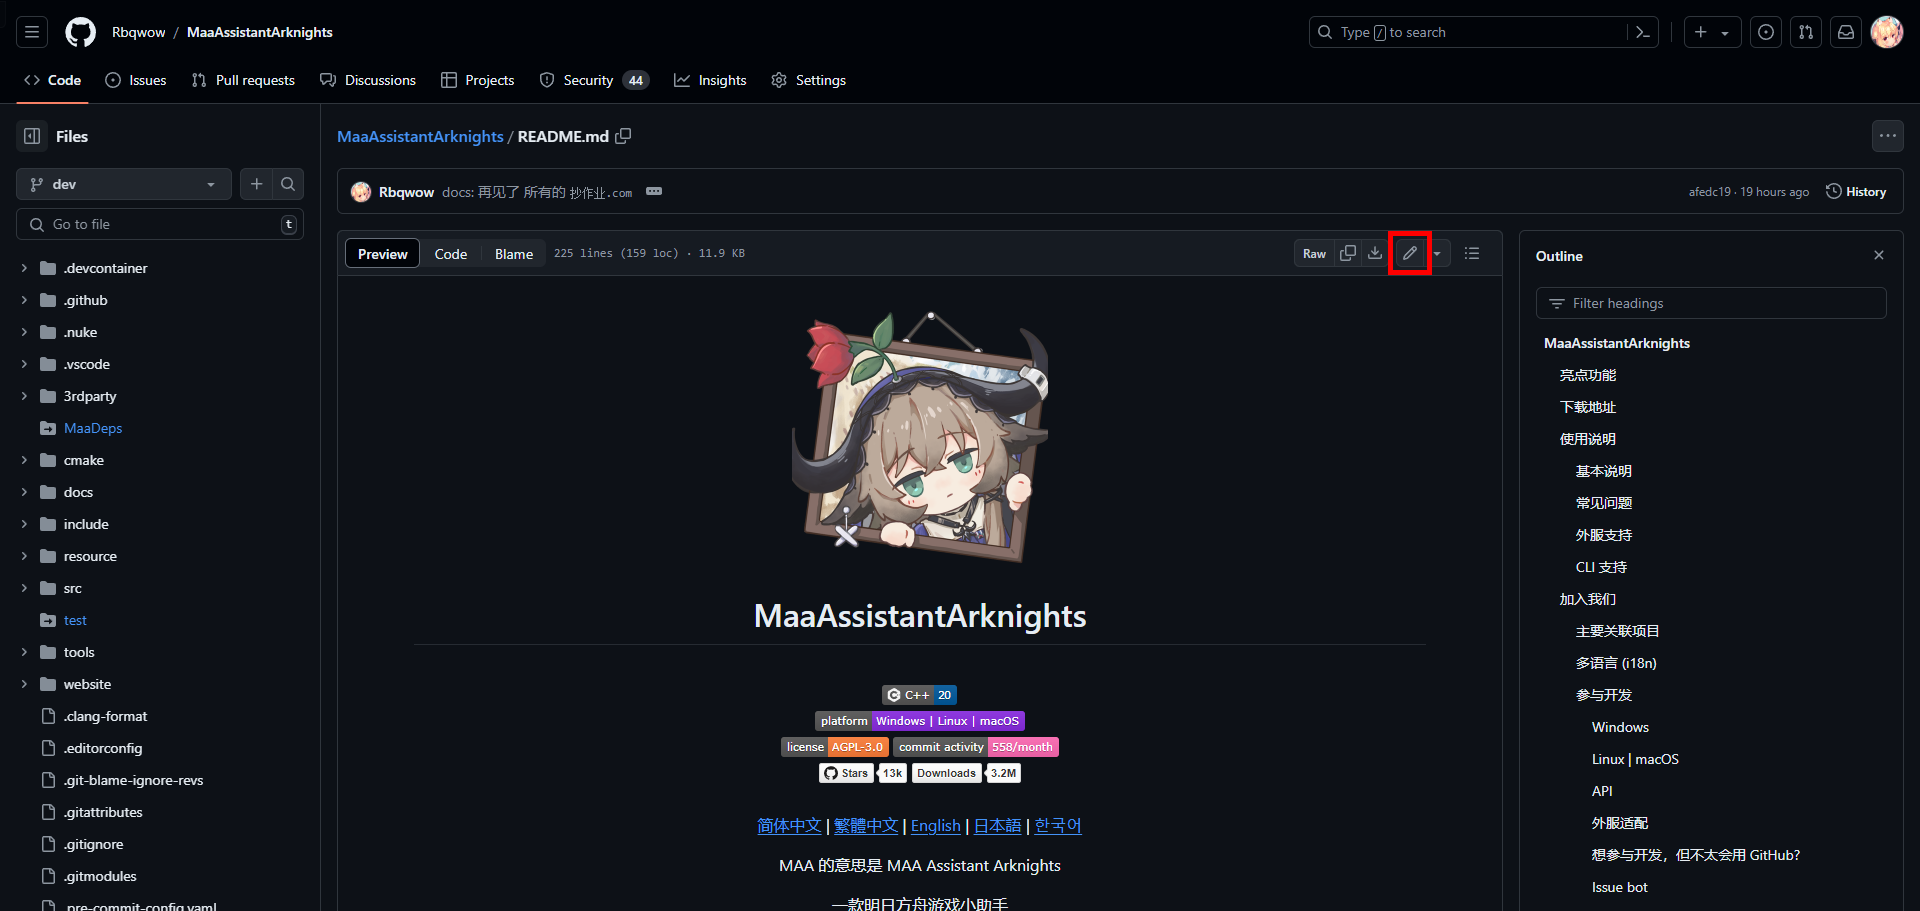 Rbqwow / MaaAssistantArknights
Type / to search
Code
Issues
Pull requests
Discussions
Projects
Security 44
Insights
Settings
Files
dev
Go to file
t
.devcontainer
.github
.nuke
.vscode
3rdparty
MaaDeps
cmake
docs
include
resource
src
test
tools
website
.clang-format
.editorconfig
.git-blame-ignore-revs
.gitattributes
.gitignore
.gitmodules
.pre-commit-config.yaml
MaaAssistantArknights / README.md
Rbqwow docs: 再见了 所有的 抄作业.com
afedc19 · 19 hours ago
History
Preview
Code
Blame
225 lines (159 loc) · 11.9 KB
Raw
MaaAssistantArknights
C++ 20
platform Windows | Linux | macOS
license AGPL-3.0 commit activity 558/month
Stars 13k Downloads 3.2M
简体中文 | 繁體中文 | English | 日本語 | 한국어
MAA 的意思是 MAA Assistant Arknights
一款明日方舟游戏小助手
Outline
Filter headings
MaaAssistantArknights
亮点功能
下载地址
使用说明
基本说明
常见问题
外服支持
CLI 支持
加入我们
主要关联项目
多语言 (i18n)
参与开发
Windows
Linux | macOS
API
外服适配
想参与开发，但不太会用 GitHub?
Issue bot